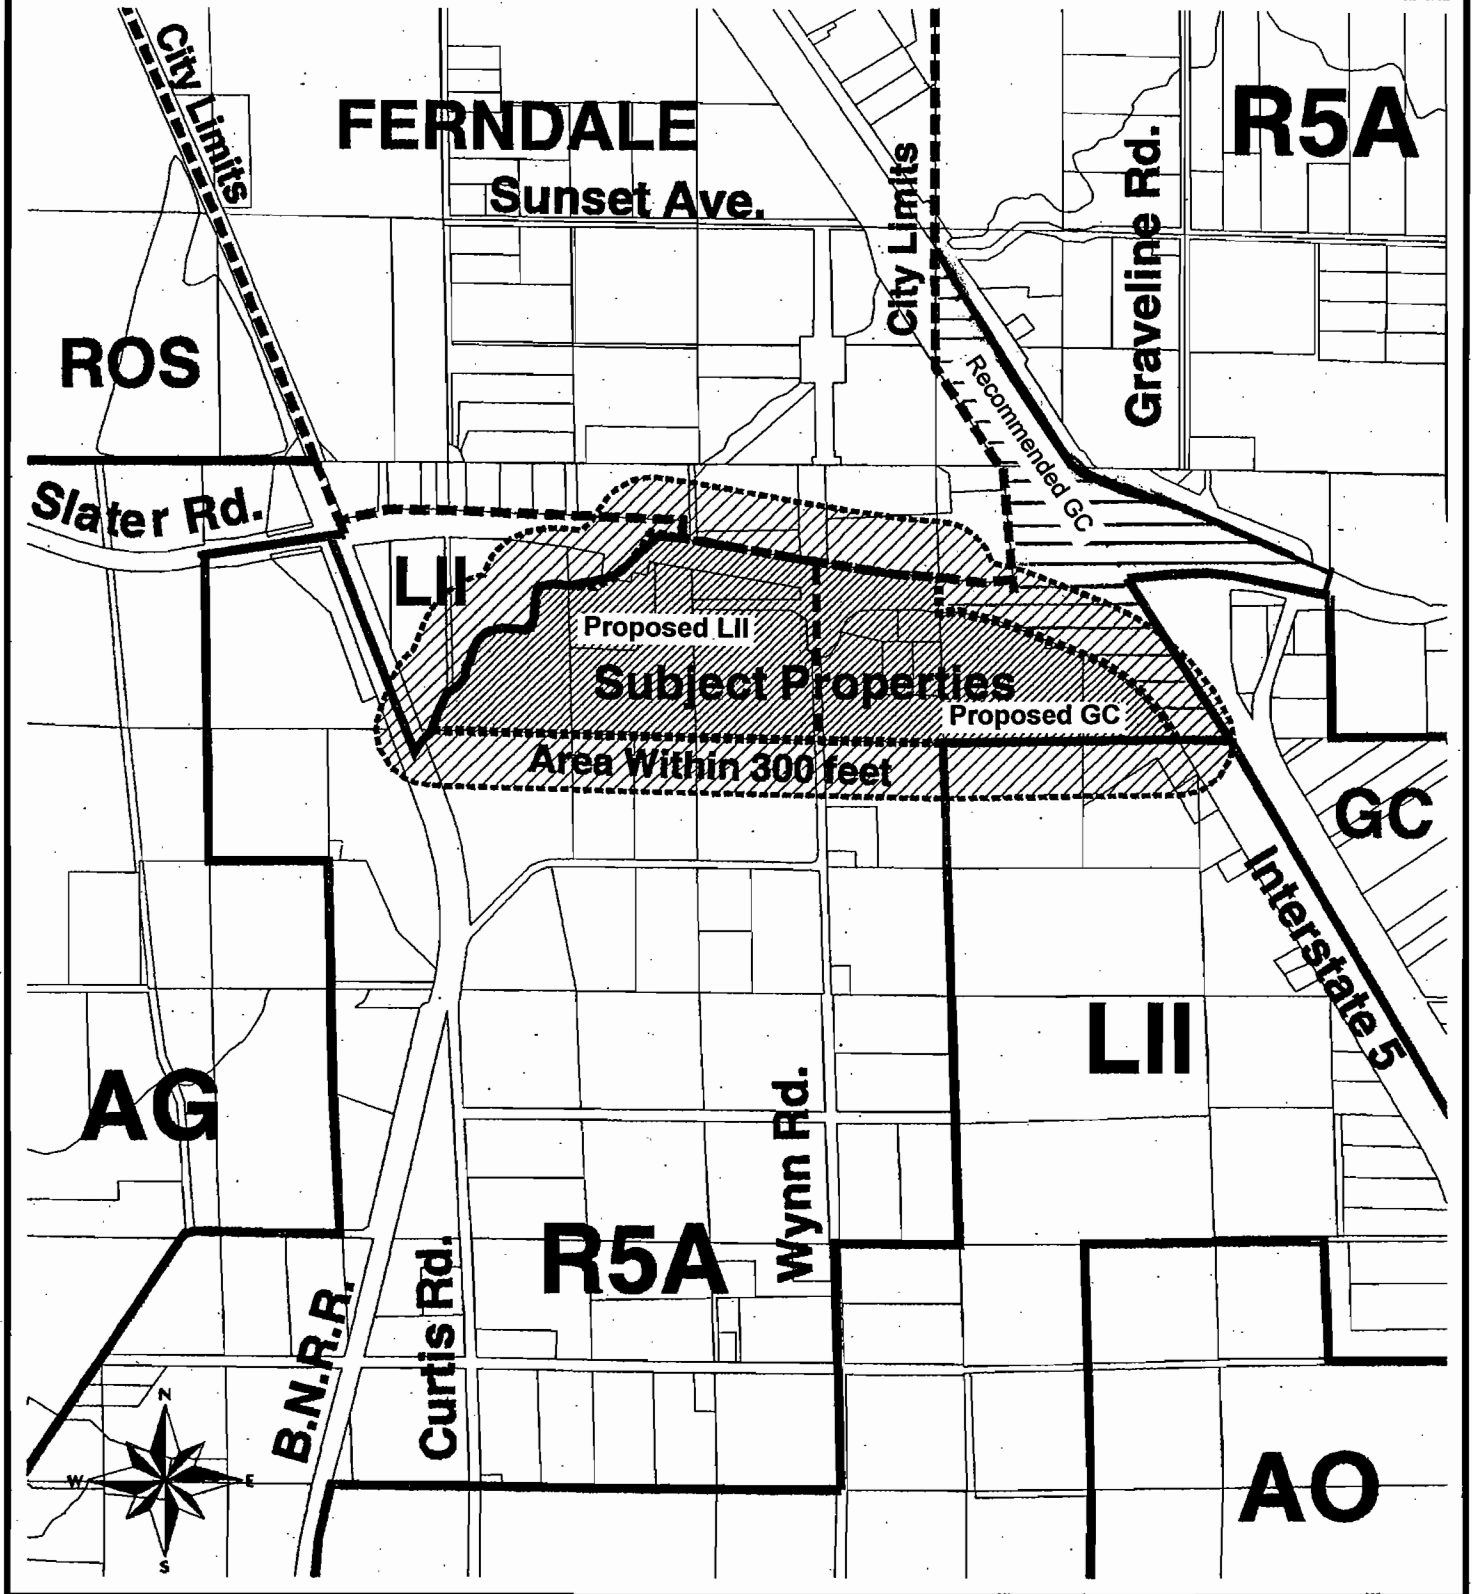 City Limits
FERNDALE
R5A
Sunset Ave.
City Limits
Graveline Rd.
ROS
Recommended GC
Slater Rd.
LII
Proposed LII
Subject Properties
Proposed GC
Area Within 300 feet
GC
Interstate 5
LII
AG
Wynn Rd.
R5A
Curtis Rd.
B.N.R.R.
N
W
E
S
AO